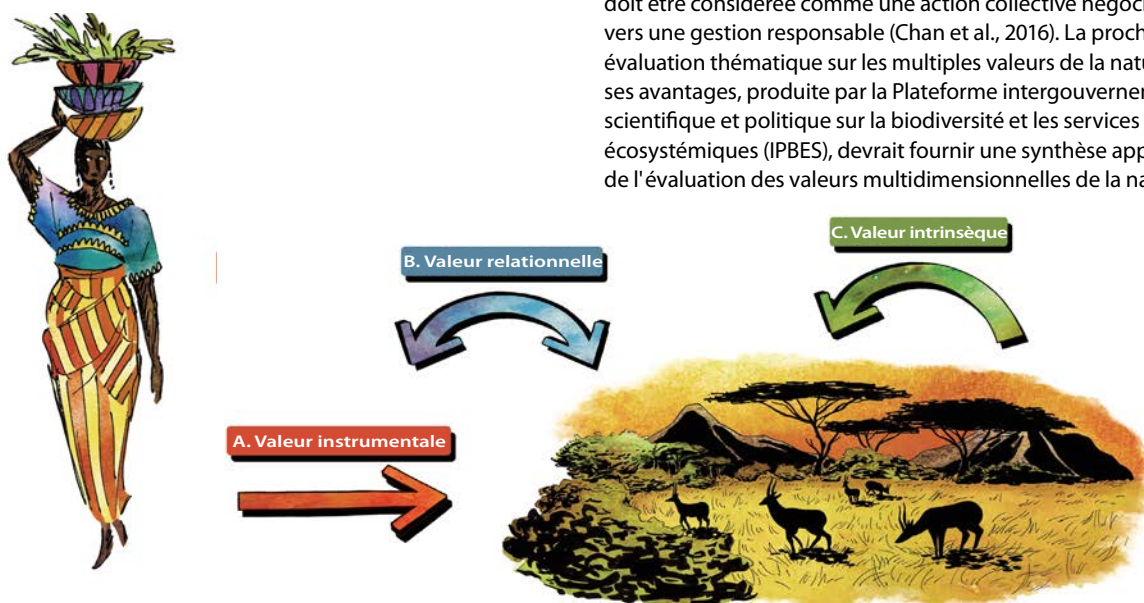 doit être considérée comme une action collective négoc
vers une gestion responsable (Chan et al., 2016). La proch
évaluation thématique sur les multiples valeurs de la natu
ses avantages, produite par la Plateforme intergouvernem
scientifique et politique sur la biodiversité et les services
écosystémiques (IPBES), devrait fournir une synthèse app
de l'évaluation des valeurs multidimensionnelles de la na
C. Valeur intrinsèque
B. Valeur relationnelle
A. Valeur instrumentale